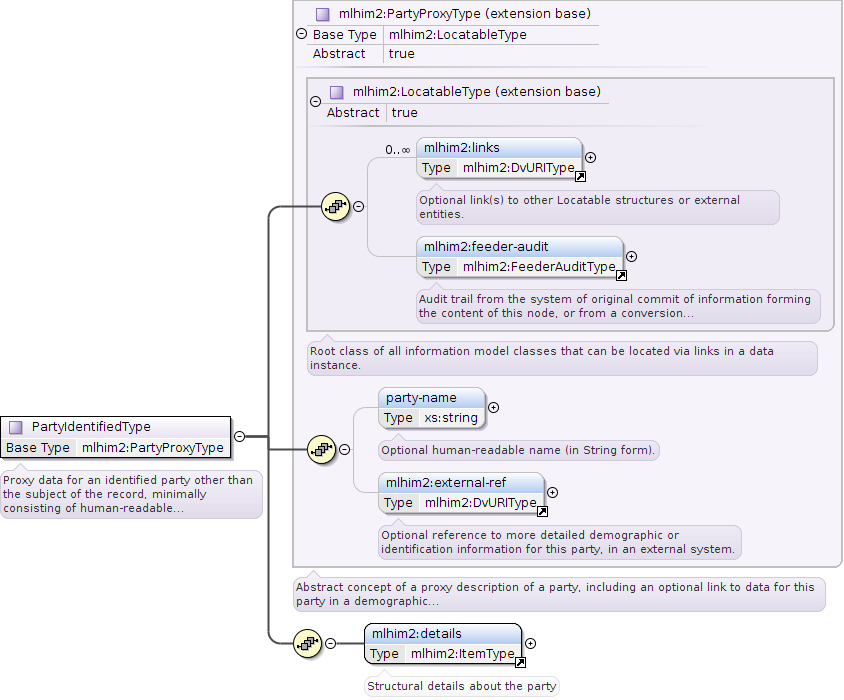 mlhim2:PartyProxyType (extension base)
Base Type mlhim2:LocatableType
Abstract true
mlhim2:LocatableType (extension base)
Abstract true
0..∞
mlhim2:links
Type mlhim2:DvURIType
Optional link(s) to other Locatable structures or external
entities.
mlhim2:feeder-audit
Type mlhim2:FeederAuditType
Audit trail from the system of original commit of information forming
the content of this node, or from a conversion...
Root class of all information model classes that can be located via links in a data
instance.
PartyIdentifiedType
Base Type mlhim2:PartyProxyType
Proxy data for an identified party other than
the subject of the record, minimally
consisting of human-readable...
party-name
Type xs:string
Optional human-readable name (in String form).
mlhim2:external-ref
Type mlhim2:DvURIType
Optional reference to more detailed demographic or
identification information for this party, in an external system.
Abstract concept of a proxy description of a party, including an optional link to data for this
party in a demographic...
mlhim2:details
Type mlhim2:ItemType
Structural details about the party